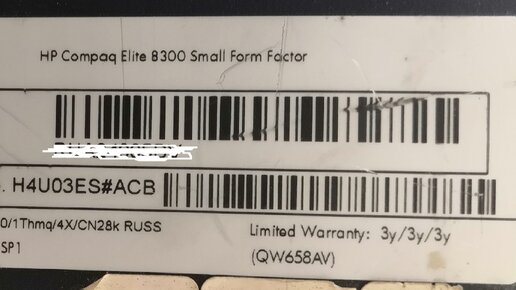 HP Compaq Elite 8300 Small Form Factor
. H4U03ES#ACB
0/1Thmq/4X/CN28k RUSS
SP1
Limited Warranty: 3y/3y/3y
(QW658AV)